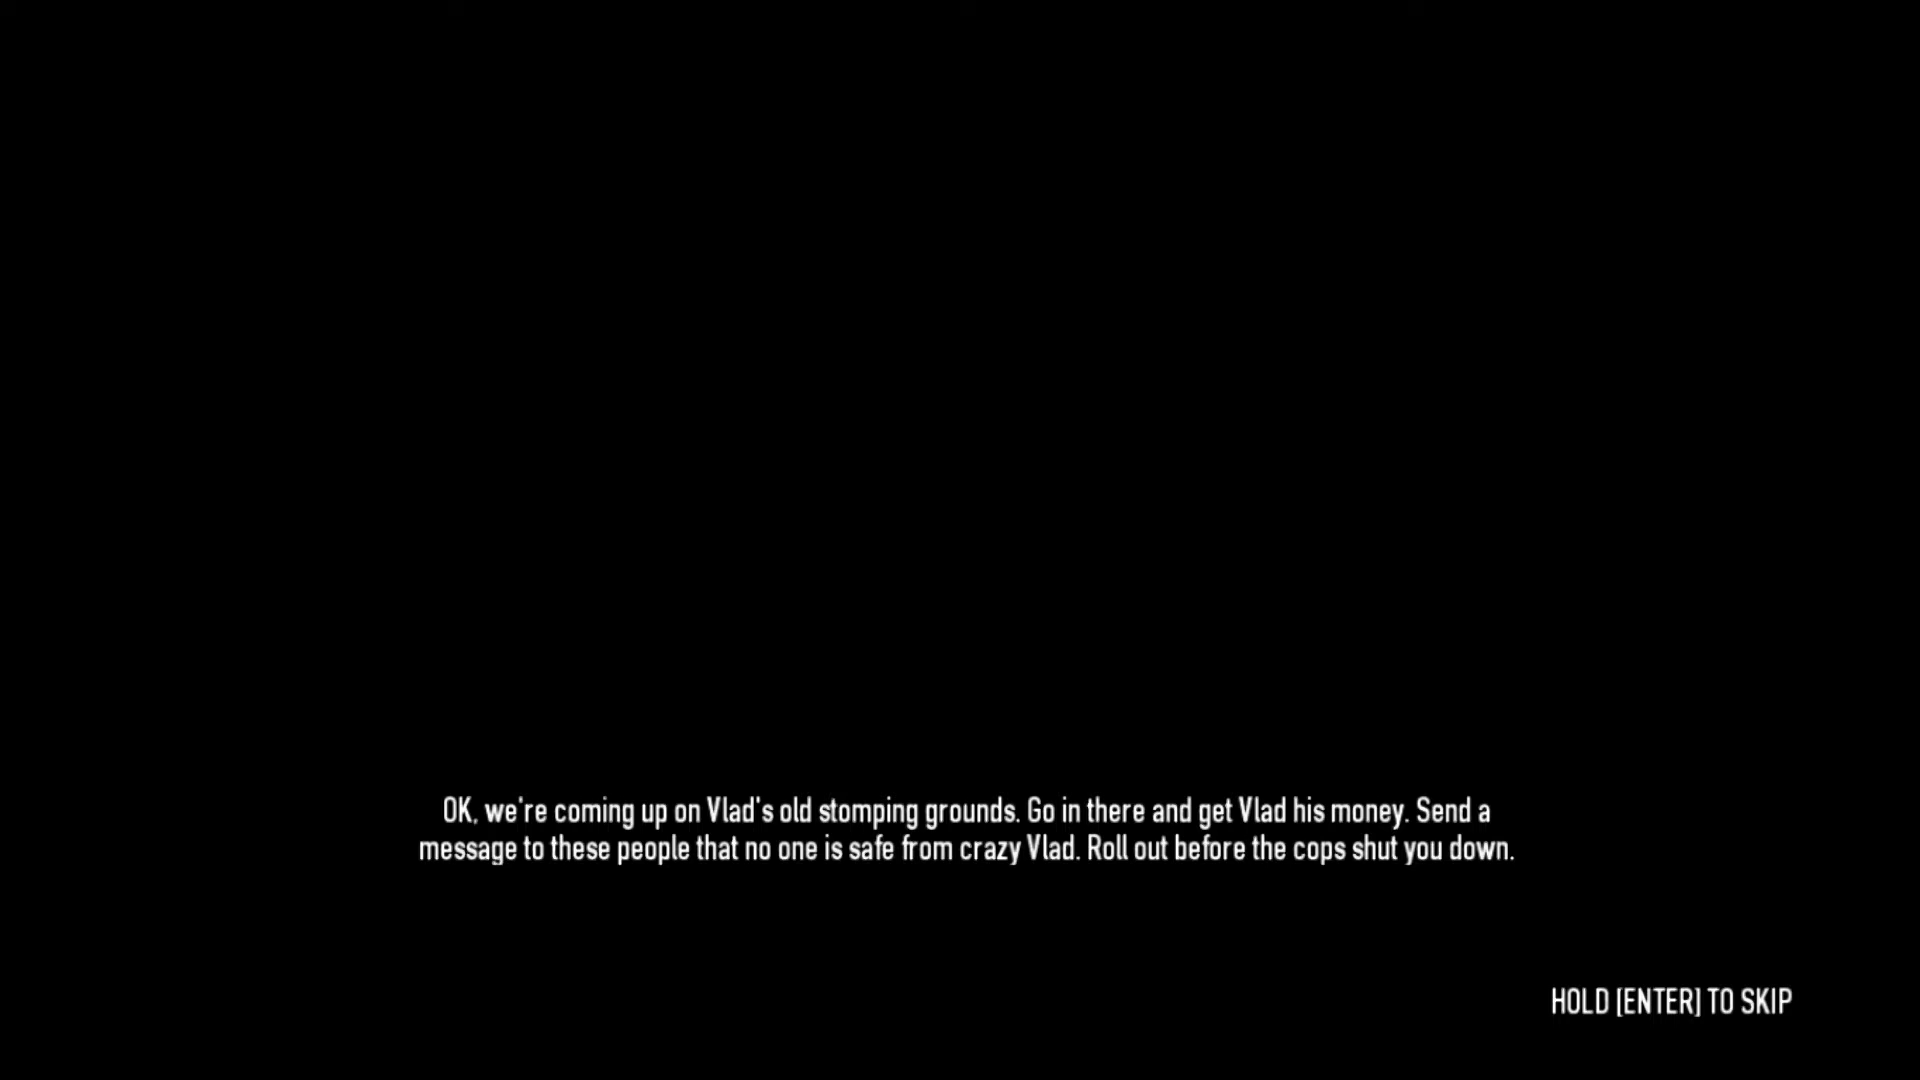 OK, we're coming up on Vlad's old stomping grounds. Go in there and get Vlad his money. Send a
message to these people that no one is safe from crazy Vlad. Roll out before the cops shut you down.
HOLD [ENTER] TO SKIP